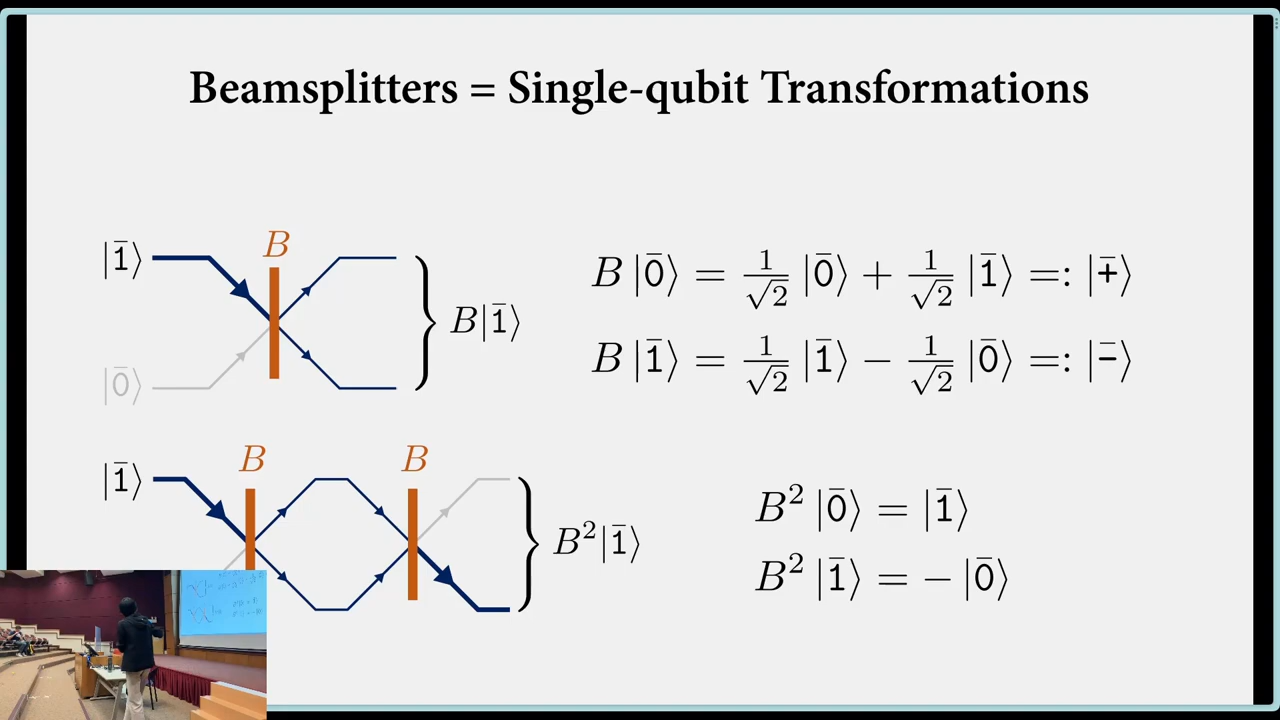 Beamsplitters = Single-qubit Transformations
|1̄⟩
B
|0̄⟩
B|1̄⟩
B |0̄⟩ = 1/√2 |0̄⟩ + 1/√2 |1̄⟩ =: |+̄⟩
B |1̄⟩ = 1/√2 |1̄⟩ − 1/√2 |0̄⟩ =: |−̄⟩
|1̄⟩
B
B
B²|1̄⟩
B² |0̄⟩ = |1̄⟩
B² |1̄⟩ = − |0̄⟩